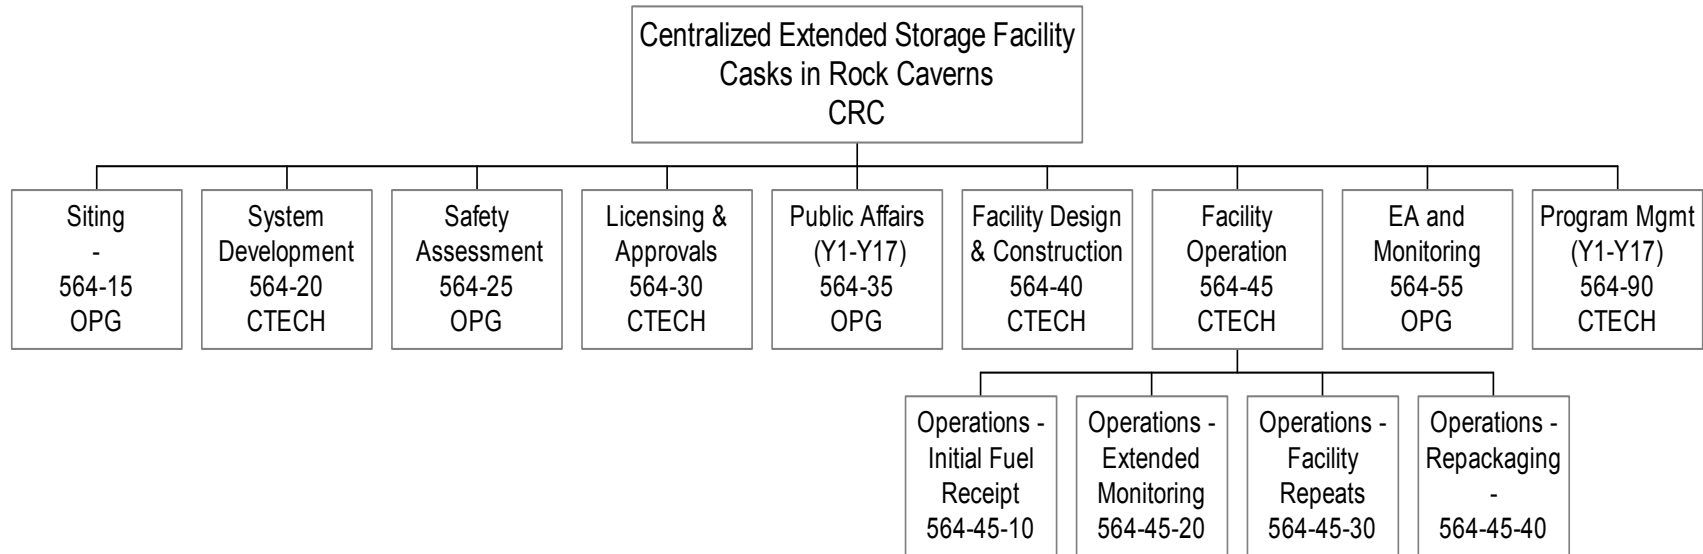 Centralized Extended Storage Facility
Casks in Rock Caverns
CRC
Siting
-
564-15
OPG
System
Development
564-20
CTECH
Safety
Assessment
564-25
OPG
Licensing &
Approvals
564-30
CTECH
Public Affairs
(Y1-Y17)
564-35
OPG
Facility Design
& Construction
564-40
CTECH
Facility
Operation
564-45
CTECH
EA and
Monitoring
564-55
OPG
Program Mgmt
(Y1-Y17)
564-90
CTECH
Operations -
Initial Fuel
Receipt
564-45-10
Operations -
Extended
Monitoring
564-45-20
Operations -
Facility
Repeats
564-45-30
Operations -
Repackaging
-
564-45-40